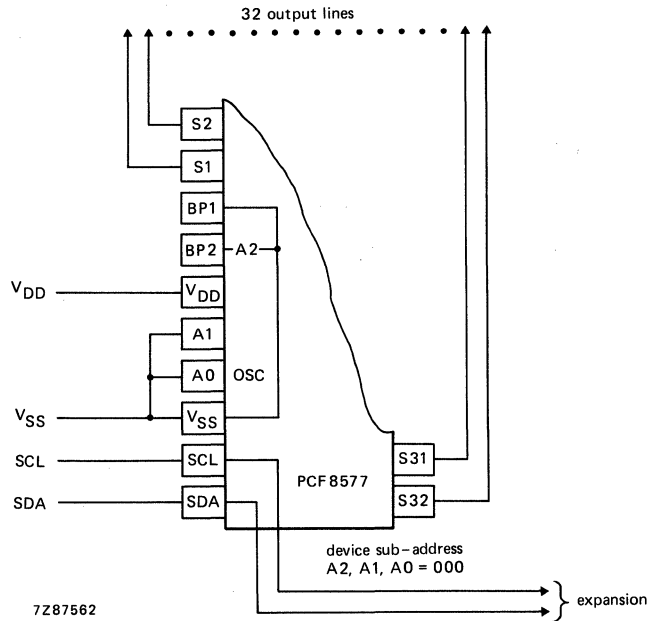 32 output lines
S2
S1
BP1
BP2 A2
VDD VDD
A1
A0 OSC
VSS VSS
SCL SCL
SDA SDA
PCF8577
S31
S32
device sub-address
A2, A1, A0 = 000
expansion
7Z87562